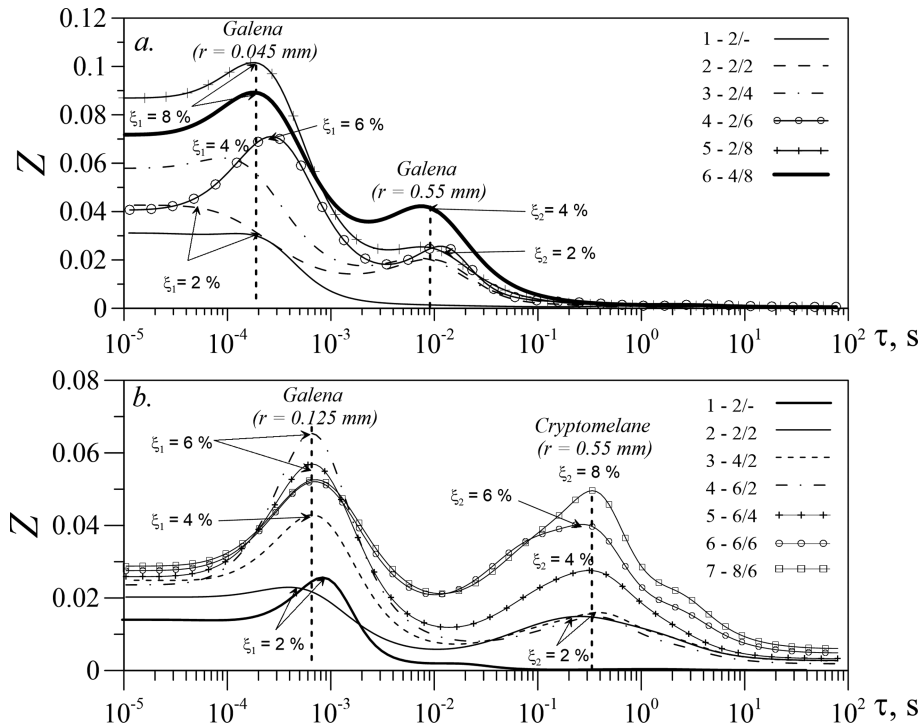 a.
Galena
(r = 0.045 mm)
ξ₁= 8 %
ξ₁= 4 %
ξ₁= 6 %
ξ₁= 2 %
Galena
(r = 0.55 mm)
ξ₂= 4 %
ξ₂= 2 %
1 - 2/-
2 - 2/2
3 - 2/4
4 - 2/6
5 - 2/8
6 - 4/8
Z
0.12
0.1
0.08
0.06
0.04
0.02
0
10⁻⁵ 10⁻⁴ 10⁻³ 10⁻² 10⁻¹ 10⁰ 10¹ 10² τ, s
b.
Galena
(r = 0.125 mm)
ξ₁= 6 %
ξ₁= 4 %
ξ₁= 2 %
Cryptomelane
(r = 0.55 mm)
ξ₂= 8 %
ξ₂= 6 %
ξ₂= 4 %
ξ₂= 2 %
1 - 2/-
2 - 2/2
3 - 4/2
4 - 6/2
5 - 6/4
6 - 6/6
7 - 8/6
Z
0.08
0.06
0.04
0.02
0
10⁻⁵ 10⁻⁴ 10⁻³ 10⁻² 10⁻¹ 10⁰ 10¹ 10² τ, s